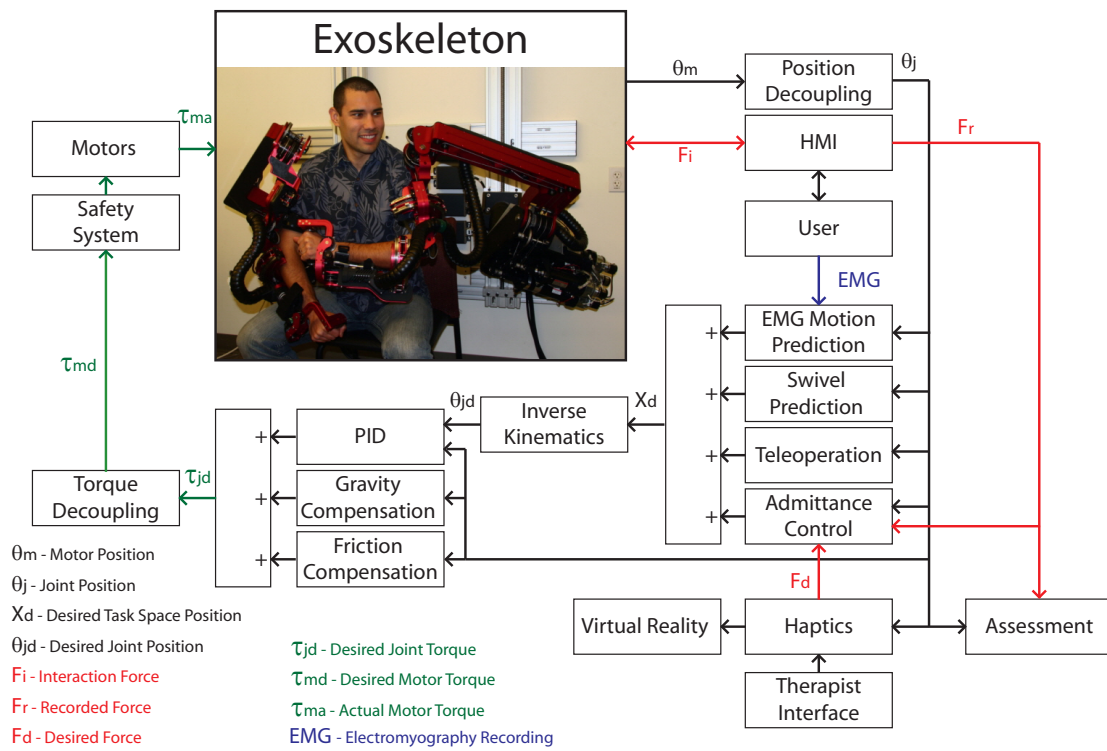 Exoskeleton
θm
Position
Decoupling
θj
τma
Motors
Fi
HMI
Fr
Safety
System
User
EMG
τmd
+
EMG Motion
Prediction
+
Swivel
Prediction
θjd
Inverse
Kinematics
Xd
+
PID
+
Teleoperation
τjd
Torque
Decoupling
+
Gravity
Compensation
+
Admittance
Control
+
Friction
Compensation
Fd
θm - Motor Position
θj - Joint Position
Xd - Desired Task Space Position
θjd - Desired Joint Position
Fi - Interaction Force
Fr - Recorded Force
Fd - Desired Force
τjd - Desired Joint Torque
τmd - Desired Motor Torque
τma - Actual Motor Torque
EMG - Electromyography Recording
Virtual Reality
Haptics
Assessment
Therapist
Interface